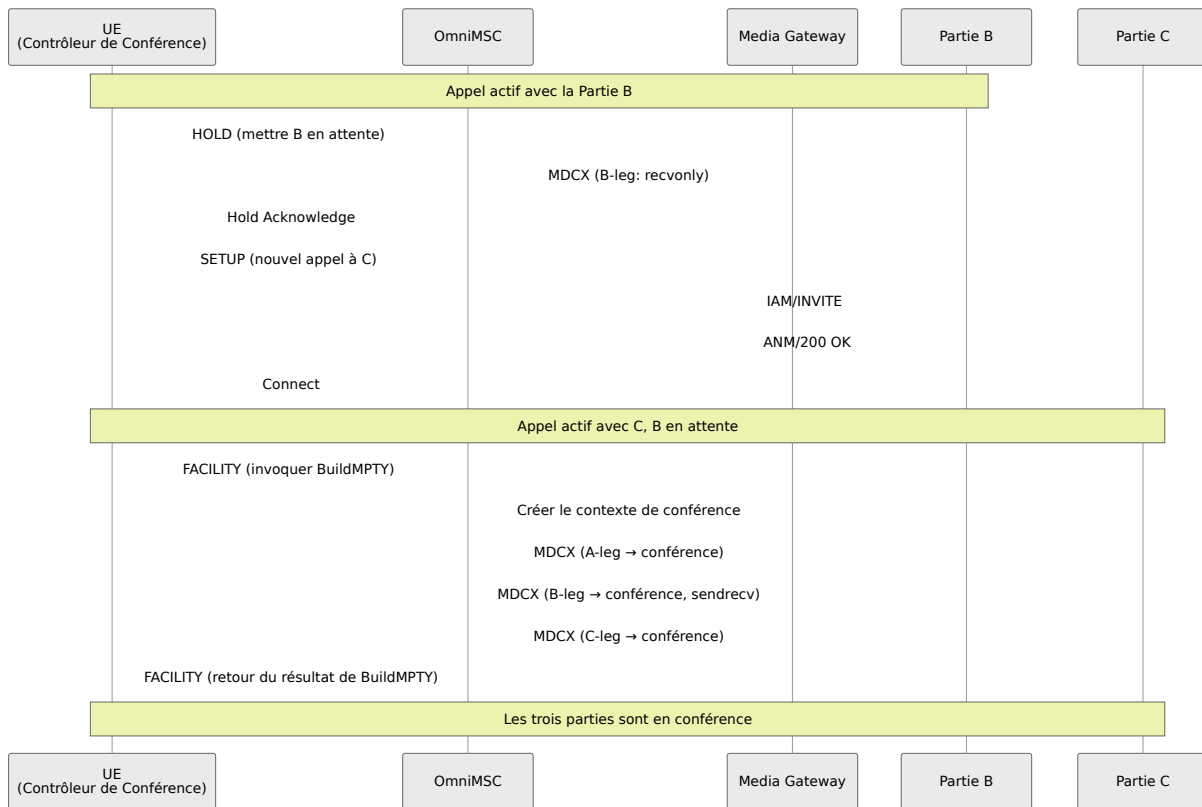 UE
(Contrôleur de Conférence)
OmniMSC
Media Gateway
Partie B
Partie C
Appel actif avec la Partie B
HOLD (mettre B en attente)
MDCX (B-leg: recvonly)
Hold Acknowledge
SETUP (nouvel appel à C)
IAM/INVITE
ANM/200 OK
Connect
Appel actif avec C, B en attente
FACILITY (invoquer BuildMPTY)
Créer le contexte de conférence
MDCX (A-leg → conférence)
MDCX (B-leg → conférence, sendrecv)
MDCX (C-leg → conférence)
FACILITY (retour du résultat de BuildMPTY)
Les trois parties sont en conférence
UE
(Contrôleur de Conférence)
OmniMSC
Media Gateway
Partie B
Partie C